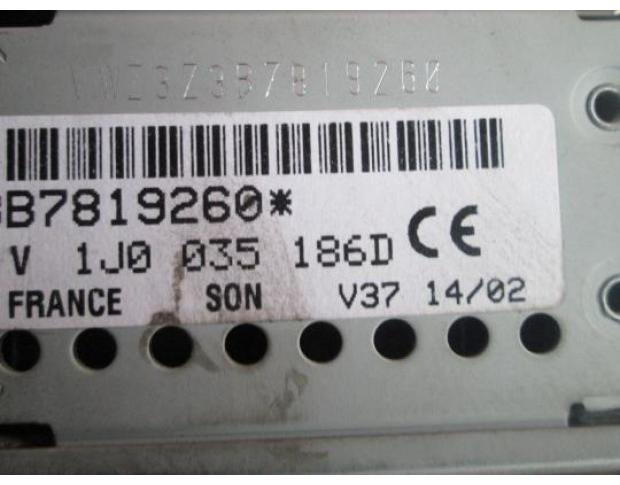 VWZ3Z3B7819260
B7819260*
V 1J0 035 186D CE
FRANCE SON V37 14/02